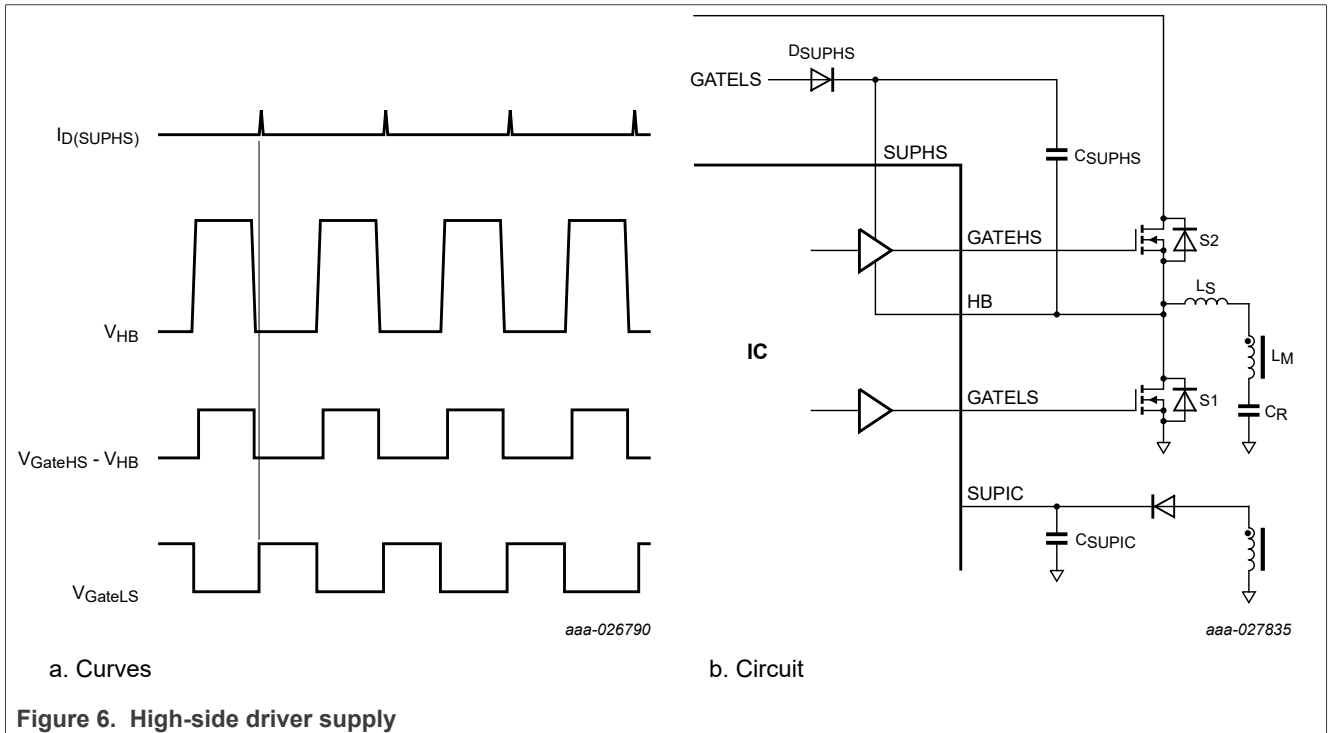 ID(SUPHS)
VHB
VGateHS - VHB
VGateLS
aaa-026790
a. Curves
DSUPHS
GATELS
SUPHS
CSUPHS
GATEHS
S2
LS
HB
IC
LM
GATELS
S1
CR
SUPIC
CSUPIC
aaa-027835
b. Circuit
Figure 6. High-side driver supply